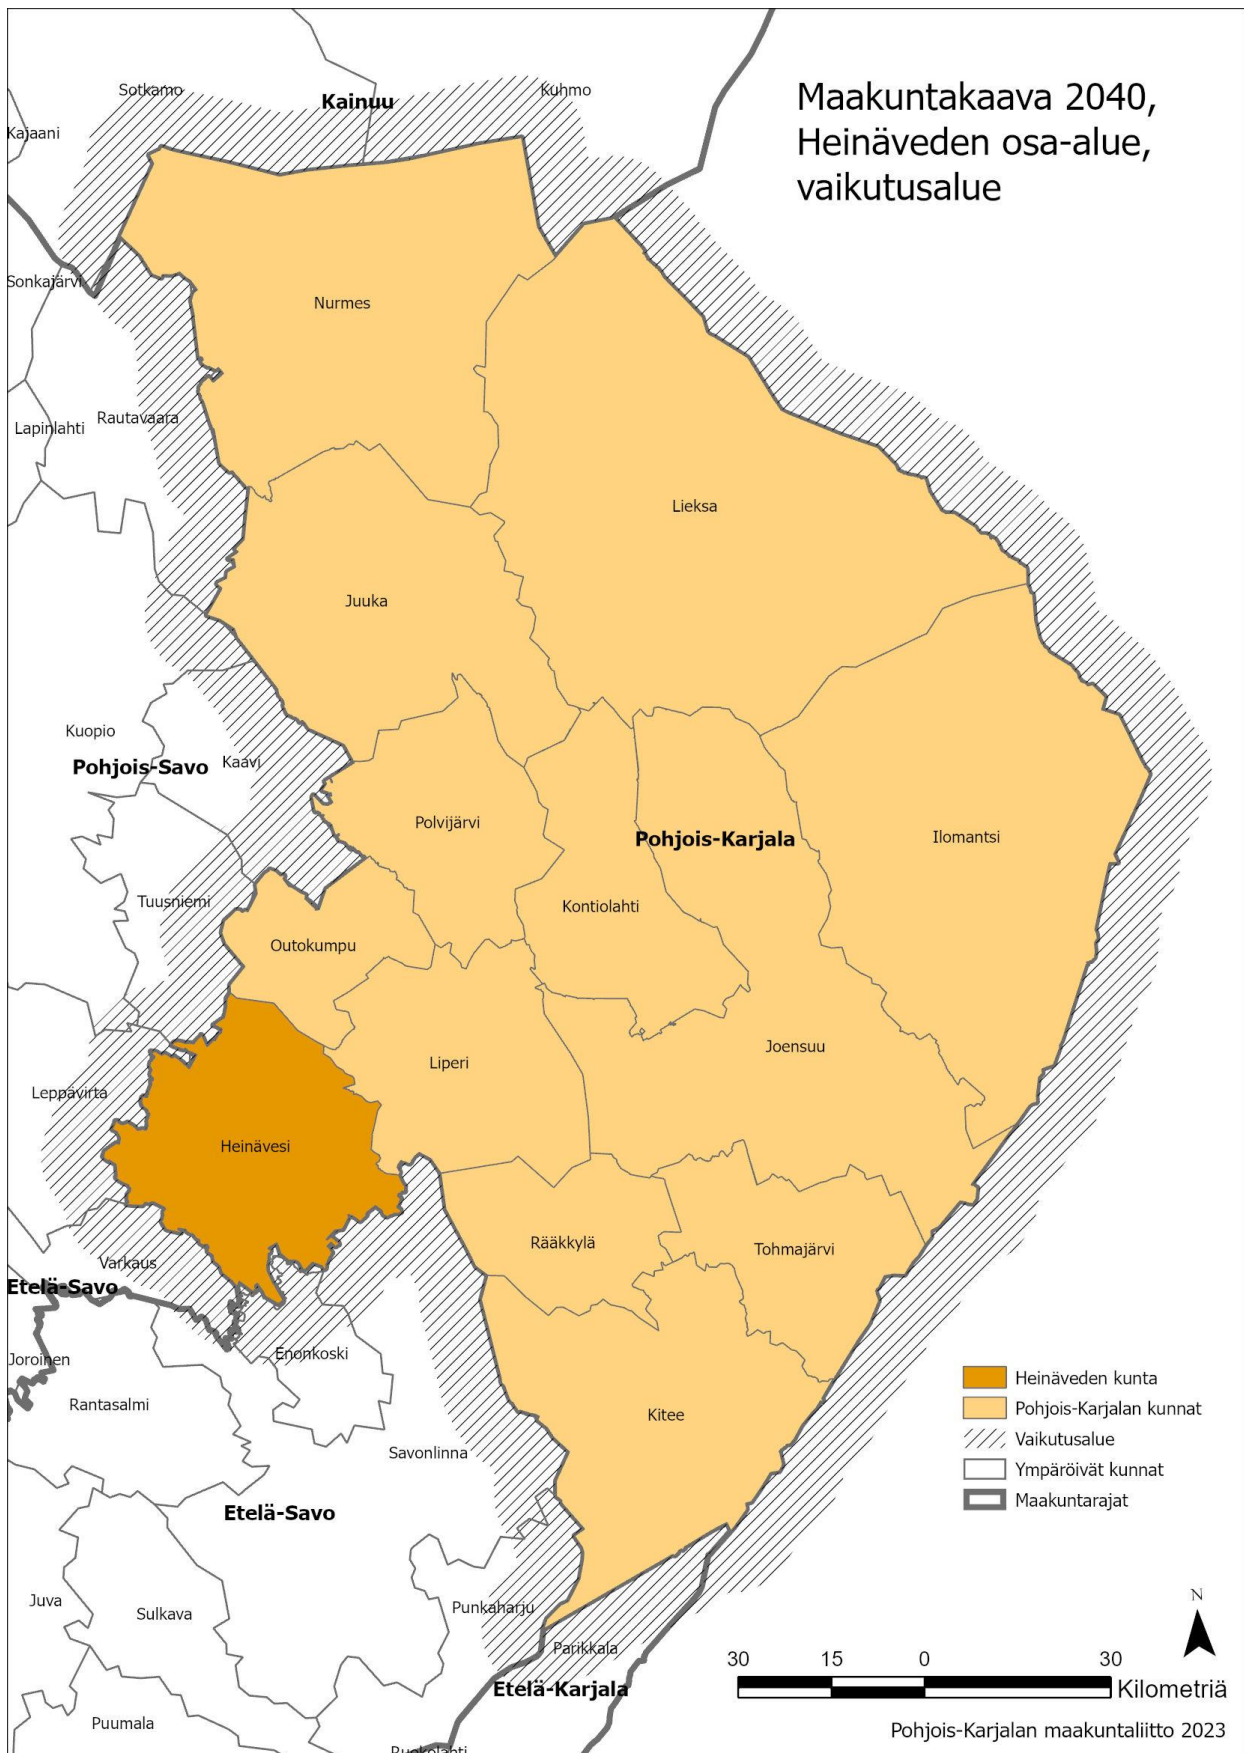 Maakuntakaava 2040,
Heinäveden osa-alue,
vaikutusalue
Sotkamo
Kainuu
Kuhmo
Kajaani
Sonkajärvi
Nurmes
Rautavaara
Lapinlahti
Lieksa
Juuka
Kuopio
Kaavi
Pohjois-Savo
Polvijärvi
Pohjois-Karjala
Ilomantsi
Tuusniemi
Kontiolahti
Outokumpu
Joensuu
Liperi
Leppävirta
Heinävesi
Rääkkylä
Tohmajärvi
Varkaus
Etelä-Savo
Enonkoski
Joroinen
Rantasalmi
Kitee
Savonlinna
Etelä-Savo
Juva
Sulkava
Punkaharju
Parikkala
Etelä-Karjala
Puumala
Ruokolahti
Heinäveden kunta
Pohjois-Karjalan kunnat
Vaikutusalue
Ympäröivät kunnat
Maakuntarajat
N
30 15 0 30
Kilometriä
Pohjois-Karjalan maakuntaliitto 2023